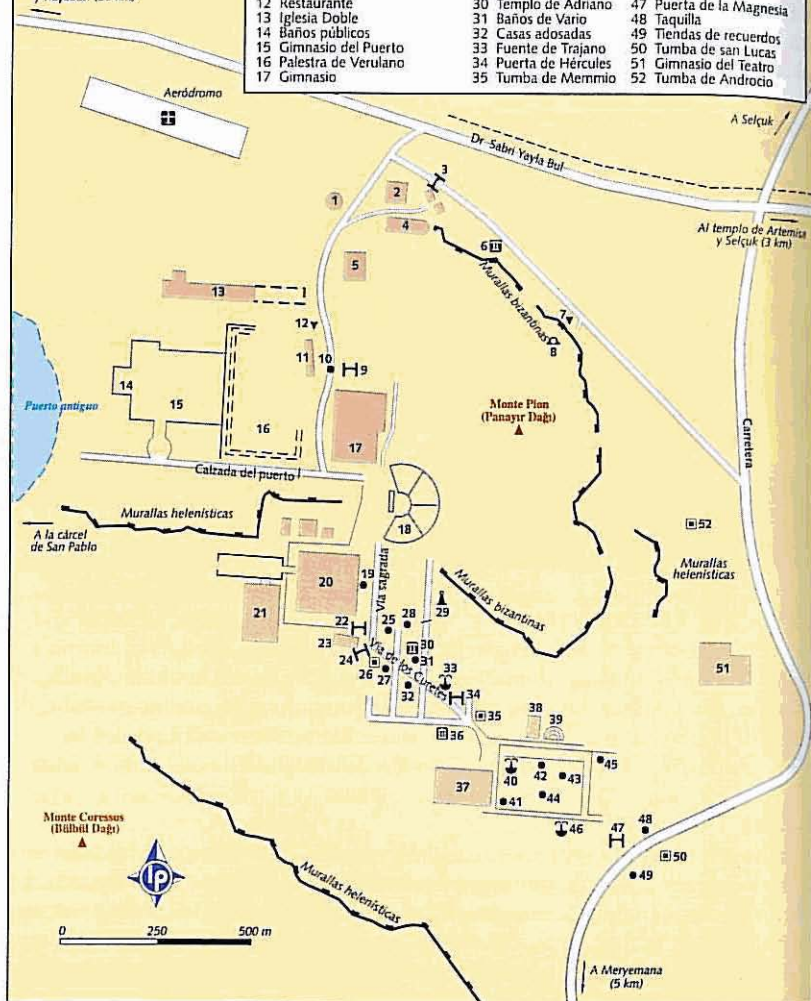 12 Restaurante
13 Iglesia Doble
14 Baños públicos
15 Gimnasio del Puerto
16 Palestra de Verulano
17 Gimnasio
30 Templo de Adriano
31 Baños de Vario
32 Casas adosadas
33 Fuente de Trajano
34 Puerta de Hércules
35 Tumba de Memmio
47 Puerta de la Magnesia
48 Taquilla
49 Tiendas de recuerdos
50 Tumba de san Lucas
51 Gimnasio del Teatro
52 Tumba de Androcio
Aeródromo
A Selçuk
Dr Sabri Yayla Bul
Al templo de Artemisa
y Selçuk (3 km)
3
2
1
4
6
5
Murallas bizantinas
7
8
13
12
11
10
9
14
15
16
17
Puerto antiguo
Monte Pion
(Panayır Dağı)
Carretera
Calzada del puerto
Murallas helenísticas
18
52
A la cárcel
de San Pablo
Murallas
helenísticas
Vía sagrada
Murallas bizantinas
20
19
21
22
25
28
29
23
24
30
31
26
27
Vía de los Curetes
33
32
34
51
35
36
38
39
37
40
42
43
45
41
44
46
47
48
50
49
Monte Coressus
(Bülbül Dağı)
lp
Murallas helenísticas
0 250 500 m
A Meryemana
(5 km)